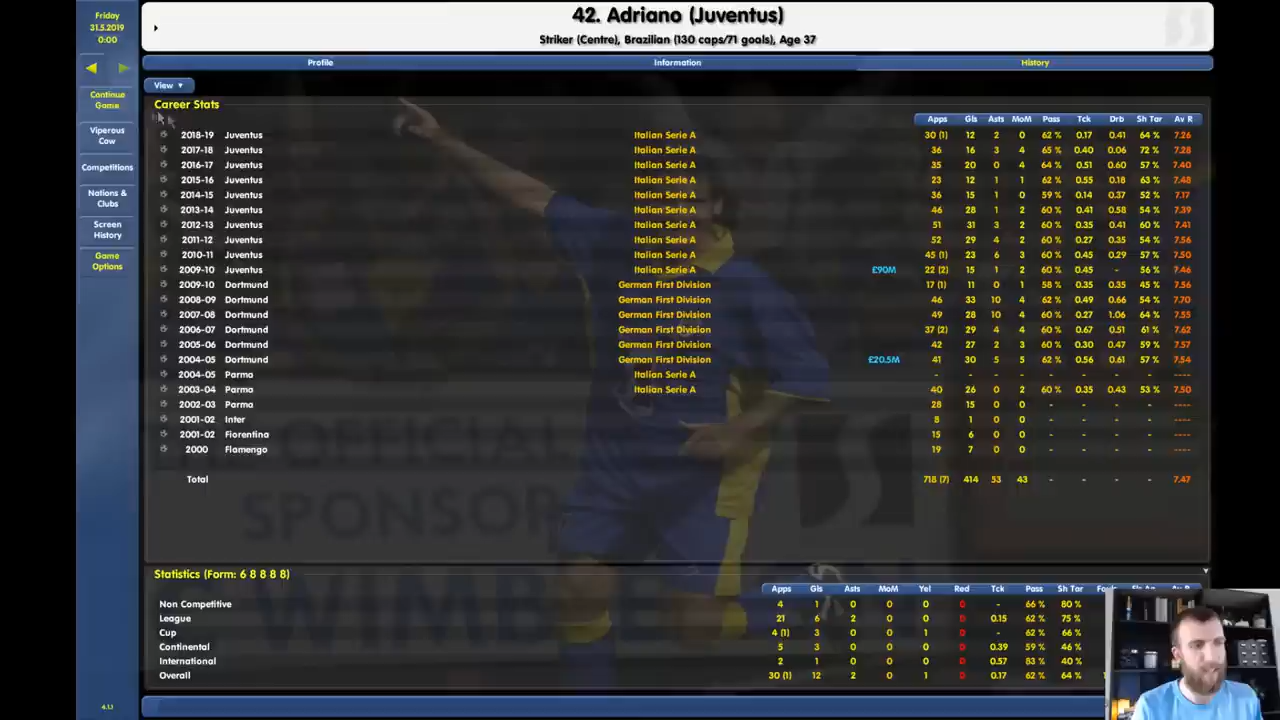 Friday
31.5.2019
0:00
Continue
Game
Viperous
Cow
Competitions
Nations &
Clubs
Screen
History
Game
Options
4.1.1
42. Adriano (Juventus)
Striker (Centre), Brazilian (130 caps/71 goals), Age 37
Profile Information History
View
Career Stats
Apps Gls Asts MoM Pass Tck Drb Sh Tar Av R
2018-19 Juventus Italian Serie A 30 (1) 12 2 0 62 % 0.17 0.41 64 % 7.26
2017-18 Juventus Italian Serie A 36 16 3 4 65 % 0.40 0.06 72 % 7.28
2016-17 Juventus Italian Serie A 35 20 0 4 64 % 0.51 0.60 57 % 7.40
2015-16 Juventus Italian Serie A 23 12 1 1 62 % 0.55 0.18 63 % 7.48
2014-15 Juventus Italian Serie A 36 15 1 0 59 % 0.14 0.37 52 % 7.17
2013-14 Juventus Italian Serie A 46 28 1 2 60 % 0.41 0.58 54 % 7.39
2012-13 Juventus Italian Serie A 51 31 3 2 60 % 0.35 0.41 60 % 7.41
2011-12 Juventus Italian Serie A 52 29 4 2 60 % 0.27 0.35 54 % 7.56
2010-11 Juventus Italian Serie A 45 (1) 23 6 3 60 % 0.45 0.29 57 % 7.50
2009-10 Juventus Italian Serie A £90M 22 (2) 15 1 2 60 % 0.45 - 56 % 7.46
2009-10 Dortmund German First Division 17 (1) 11 0 1 58 % 0.35 0.35 45 % 7.56
2008-09 Dortmund German First Division 46 33 10 4 62 % 0.49 0.66 54 % 7.70
2007-08 Dortmund German First Division 49 28 10 4 60 % 0.27 1.06 64 % 7.55
2006-07 Dortmund German First Division 37 (2) 29 4 4 60 % 0.67 0.51 61 % 7.62
2005-06 Dortmund German First Division 42 27 2 3 60 % 0.30 0.47 59 % 7.57
2004-05 Dortmund German First Division £20.5M 41 30 5 5 62 % 0.56 0.61 57 % 7.54
2004-05 Parma Italian Serie A - - - - - - - - ----
2003-04 Parma Italian Serie A 40 26 0 2 60 % 0.35 0.43 53 % 7.50
2002-03 Parma 28 15 0 0 - - - - ----
2001-02 Inter 8 1 0 0 - - - - ----
2001-02 Fiorentina 15 6 0 0 - - - - ----
2000 Flamengo 19 7 0 0 - - - - ----
Total 718 (7) 414 53 43 - - - - 7.47
OFFICIAL
SPONSOR
Statistics (Form: 6 8 8 8 8)
Apps Gls Asts MoM Yel Red Tck Pass Sh Tar
Non Competitive 4 1 0 0 0 0 - 66 % 80 %
League 21 6 2 0 0 0 0.15 62 % 75 %
Cup 4 (1) 3 0 0 1 0 - 62 % 66 %
Continental 5 3 0 0 0 0 0.39 59 % 46 %
International 2 1 0 0 0 0 0.57 83 % 40 %
Overall 30 (1) 12 2 0 1 0 0.17 62 % 64 %